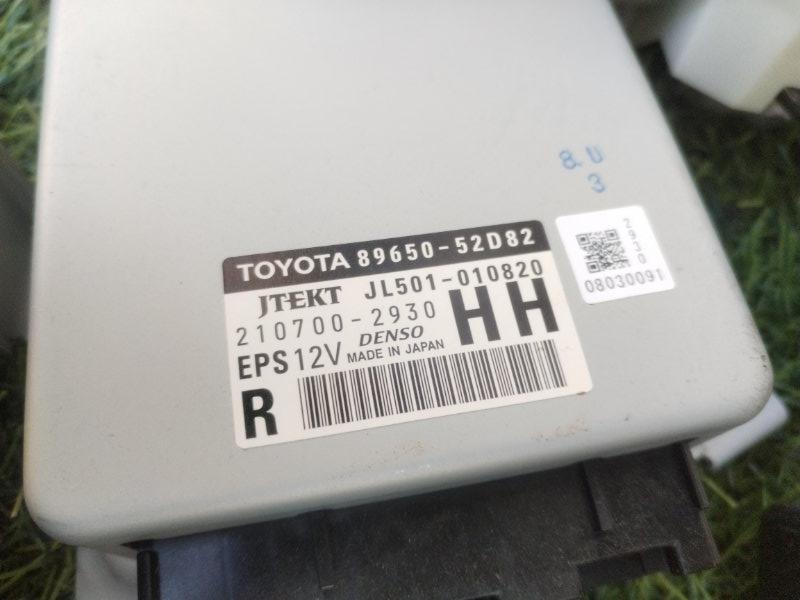 8 U
3
TOYOTA 89650-52D82
JTEKT JL501-010820
210700-2930 HH
DENSO
EPS 12V MADE IN JAPAN
R
2930
08030091